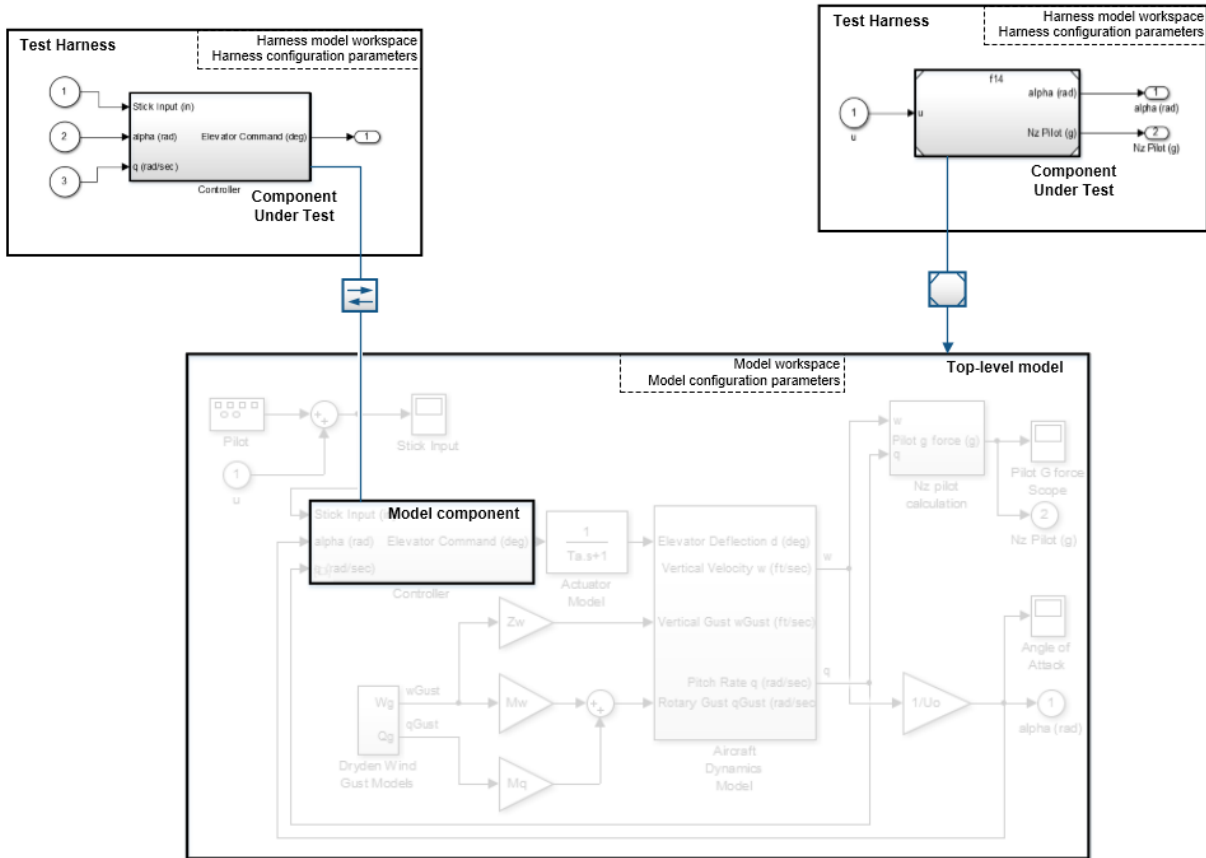 Test Harness
Harness model workspace
Harness configuration parameters
1
Stick Input (in)
2
alpha (rad)
Elevator Command (deg)
1
3
q (rad/sec)
Controller
Component
Under Test
Test Harness
Harness model workspace
Harness configuration parameters
f14
alpha (rad)
1
alpha (rad)
1
u
u
Nz Pilot (g)
2
Nz Pilot (g)
Component
Under Test
Model workspace
Model configuration parameters
Top-level model
Pilot
Stick Input
1
u
w
Pilot g force (g)
q
Nz pilot
calculation
Pilot G force
Scope
2
Nz Pilot (g)
Stick Input
Model component
alpha (rad)
Elevator Command (deg)
(rad/sec)
Controller
1
Ta.s+1
Actuator
Model
Elevator Deflection d (deg)
Vertical Velocity w (ft/sec)
w
Vertical Gust wGust (ft/sec)
Pitch Rate q (rad/sec)
q
Rotary Gust qGust (rad/sec
Aircraft
Dynamics
Model
Zw
Mw
Mq
Wg
wGust
Qg
qGust
Dryden Wind
Gust Models
1/Uo
Angle of
Attack
1
alpha (rad)